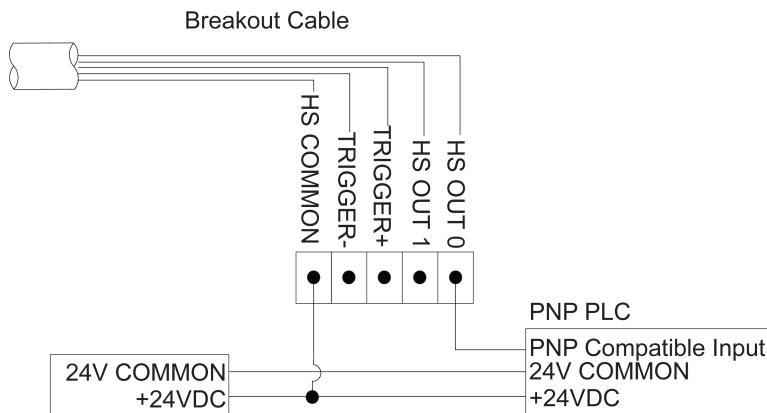 Breakout Cable
HS COMMON
TRIGGER-
TRIGGER+
HS OUT 1
HS OUT 0
PNP PLC
PNP Compatible Input
24V COMMON
24V COMMON
+24VDC
+24VDC